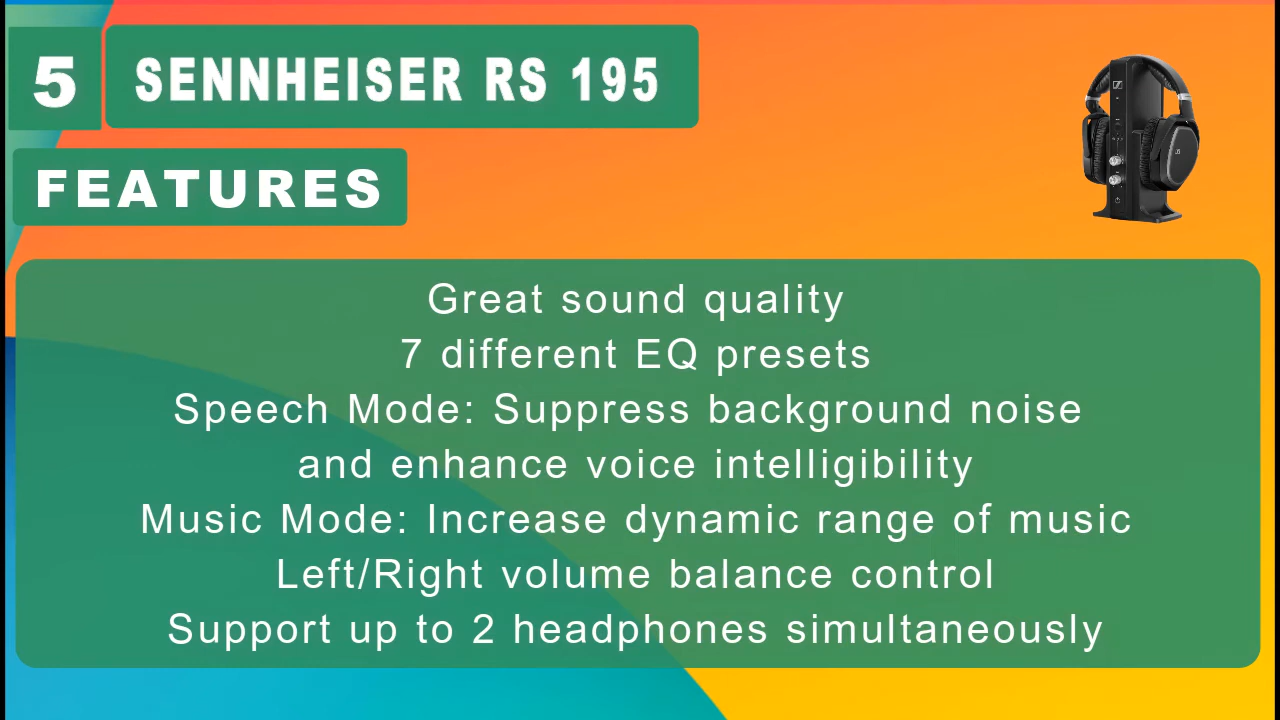 5 SENNHEISER RS 195
FEATURES
Great sound quality
7 different EQ presets
Speech Mode: Suppress background noise
and enhance voice intelligibility
Music Mode: Increase dynamic range of music
Left/Right volume balance control
Support up to 2 headphones simultaneously